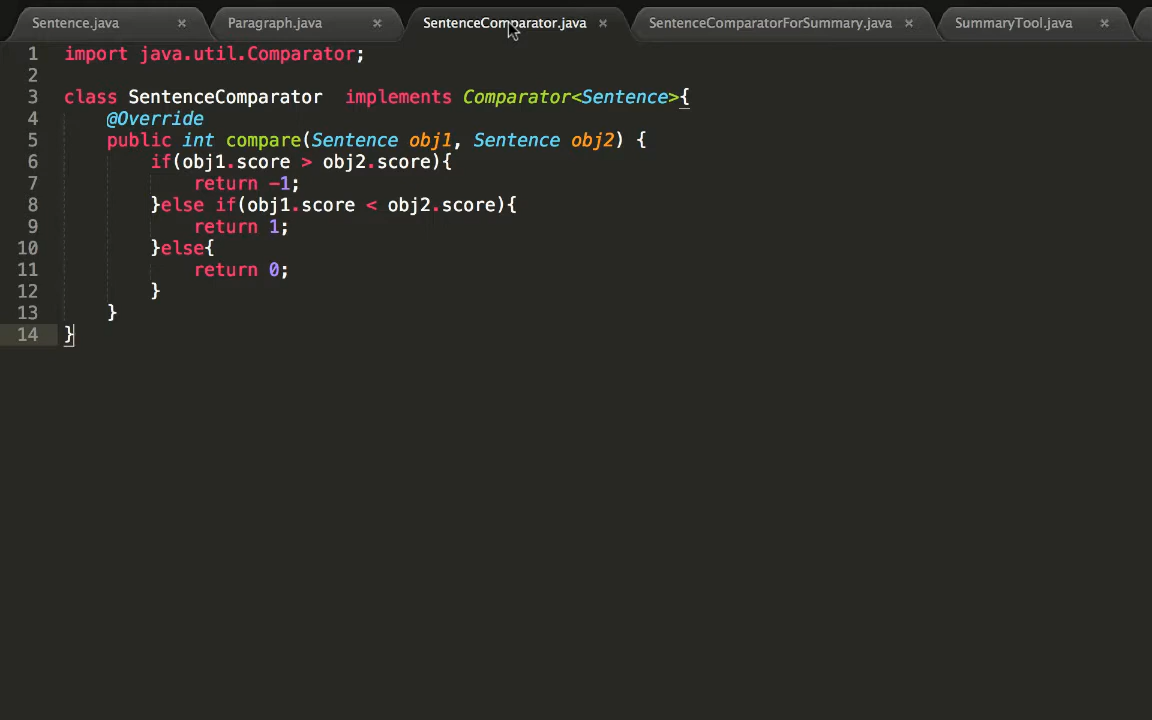 Sentence.java × Paragraph.java × SentenceComparator.java × SentenceComparatorForSummary.java × SummaryTool.java ×
1 import java.util.Comparator;
2
3 class SentenceComparator  implements Comparator<Sentence>{
4     @Override
5     public int compare(Sentence obj1, Sentence obj2) {
6         if(obj1.score > obj2.score){
7             return -1;
8         }else if(obj1.score < obj2.score){
9             return 1;
10         }else{
11             return 0;
12         }
13     }
14 }